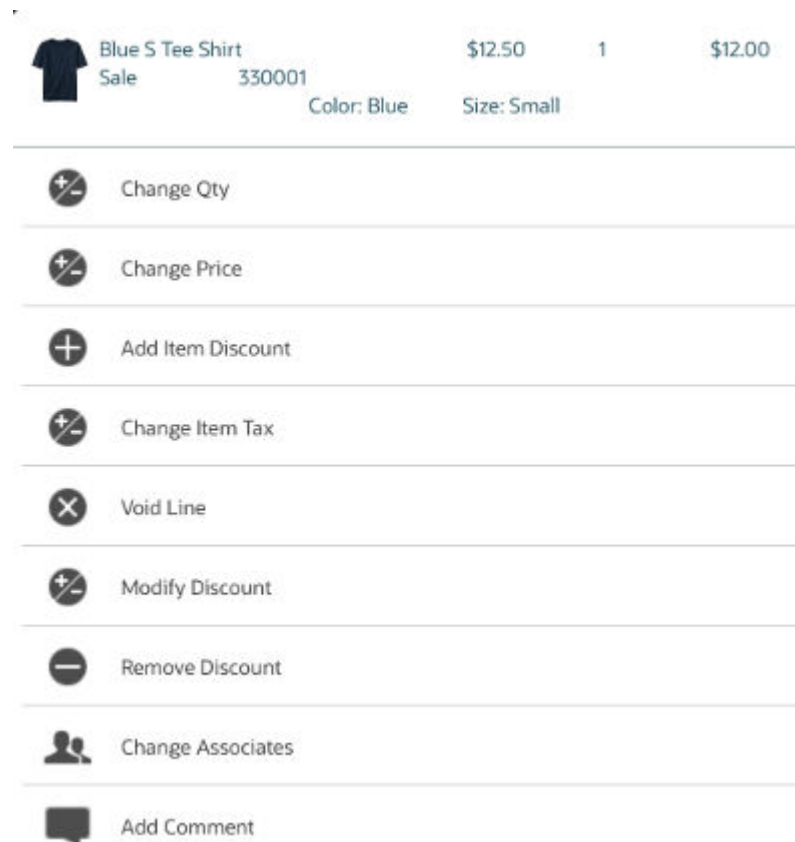 Blue S Tee Shirt $12.50 1 $12.00
Sale 330001
Color: Blue Size: Small
Change Qty
Change Price
Add Item Discount
Change Item Tax
Void Line
Modify Discount
Remove Discount
Change Associates
Add Comment